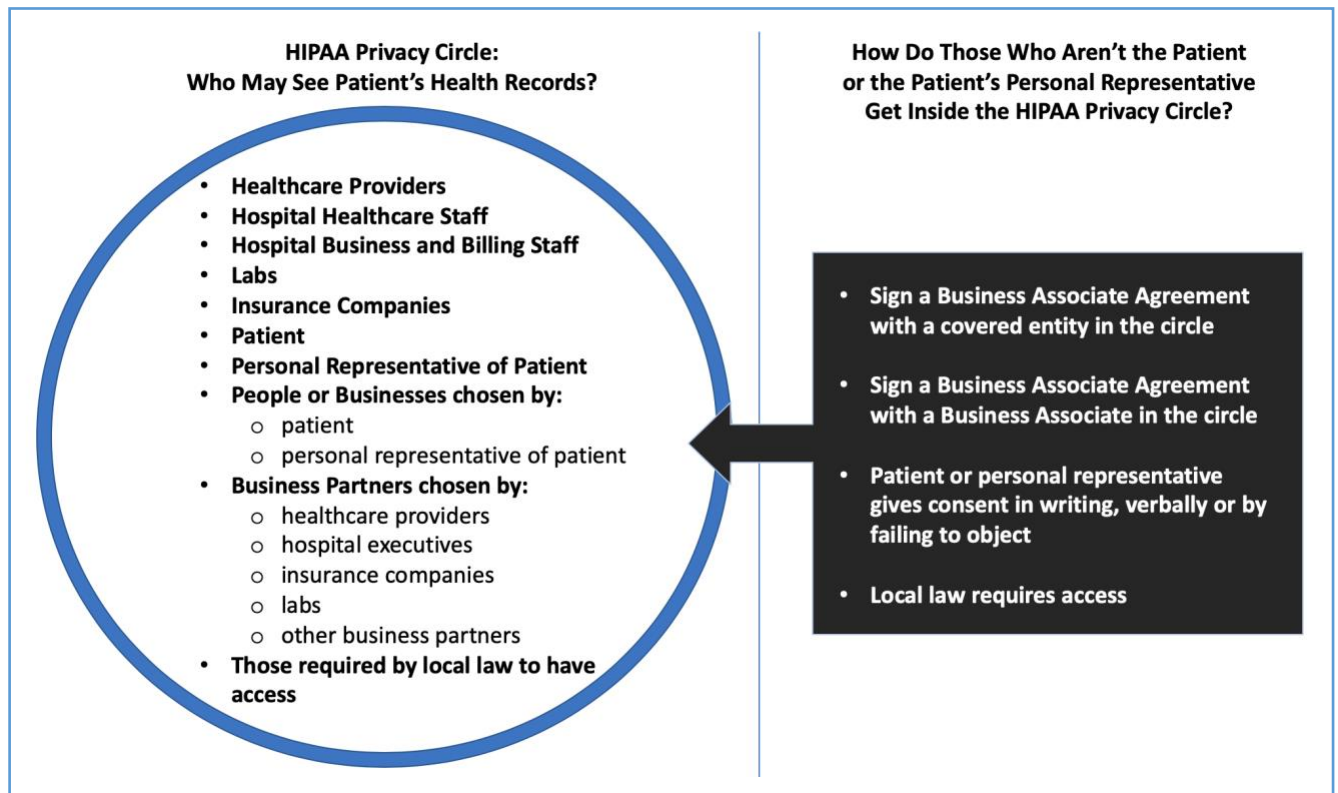 HIPAA Privacy Circle:
Who May See Patient’s Health Records?
• Healthcare Providers
• Hospital Healthcare Staff
• Hospital Business and Billing Staff
• Labs
• Insurance Companies
• Patient
• Personal Representative of Patient
• People or Businesses chosen by:
o patient
o personal representative of patient
• Business Partners chosen by:
o healthcare providers
o hospital executives
o insurance companies
o labs
o other business partners
• Those required by local law to have
access
How Do Those Who Aren’t the Patient
or the Patient’s Personal Representative
Get Inside the HIPAA Privacy Circle?
• Sign a Business Associate Agreement
with a covered entity in the circle
• Sign a Business Associate Agreement
with a Business Associate in the circle
• Patient or personal representative
gives consent in writing, verbally or by
failing to object
• Local law requires access